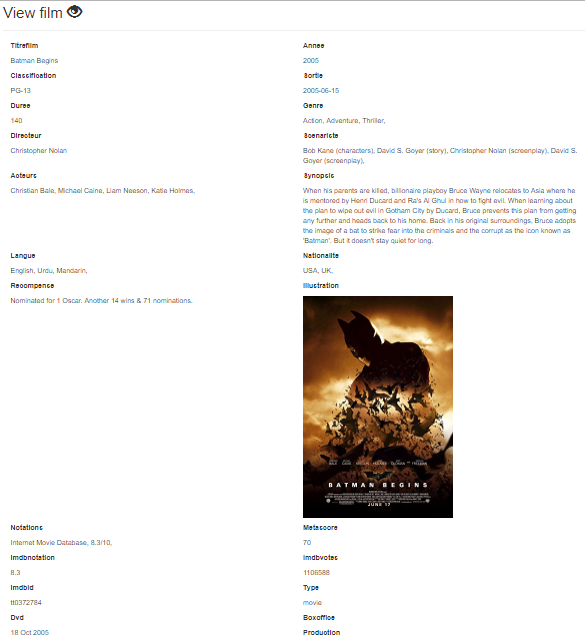 View film
Titrefilm
Batman Begins
Annee
2005
Classification
PG-13
Sortie
2005-06-15
Duree
140
Genre
Action, Adventure, Thriller,
Directeur
Christopher Nolan
Scenariste
Bob Kane (characters), David S. Goyer (story), Christopher Nolan (screenplay), David S.
Goyer (screenplay),
Acteurs
Christian Bale, Michael Caine, Liam Neeson, Katie Holmes,
Synopsis
When his parents are killed, billionaire playboy Bruce Wayne relocates to Asia where he
is mentored by Henri Ducard and Ra's Al Ghul in how to fight evil. When learning about
the plan to wipe out evil in Gotham City by Ducard, Bruce prevents this plan from getting
any further and heads back to his home. Back in his original surroundings, Bruce adopts
the image of a bat to strike fear into the criminals and the corrupt as the icon known as
'Batman'. But it doesn't stay quiet for long.
Langue
English, Urdu, Mandarin,
Nationalite
USA, UK,
Recompence
Nominated for 1 Oscar. Another 14 wins & 71 nominations.
Illustration
BATMAN BEGINS
JUNE 17
Notations
Internet Movie Database, 8.3/10,
Metascore
70
Imdbnotation
8.3
Imdbvotes
1106588
Imdbid
tt0372784
Type
movie
Dvd
18 Oct 2005
Boxoffice
Production